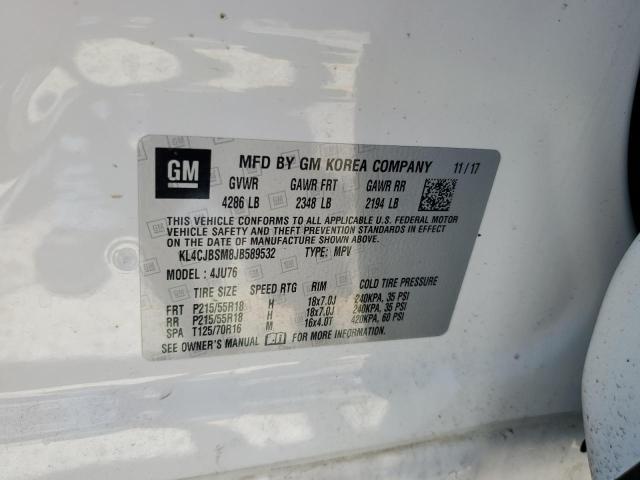 GM MFD BY GM KOREA COMPANY 11/17
GVWR GAWR FRT GAWR RR
4286 LB 2348 LB 2194 LB
THIS VEHICLE CONFORMS TO ALL APPLICABLE U.S. FEDERAL MOTOR
VEHICLE SAFETY AND THEFT PREVENTION STANDARDS IN EFFECT ON
THE DATE OF MANUFACTURE SHOWN ABOVE.
KL4CJBSM8JB589532 TYPE: MPV
MODEL : 4JU76
TIRE SIZE SPEED RTG RIM COLD TIRE PRESSURE
FRT P215/55R18 H 18x7.0J 240KPA, 35 PSI
RR P215/55R18 H 18x7.0J 240KPA, 35 PSI
SPA T125/70R16 M 16x4.0T 420KPA, 60 PSI
SEE OWNER'S MANUAL FOR MORE INFORMATION.